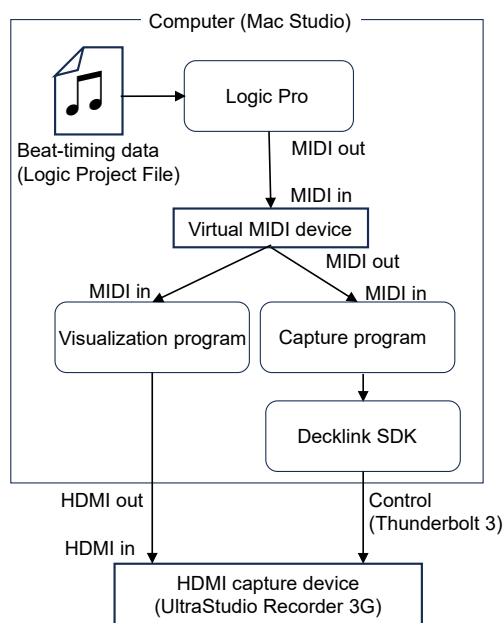 Computer (Mac Studio)
Logic Pro
Beat-timing data
(Logic Project File)
MIDI out
MIDI in
Virtual MIDI device
MIDI out
MIDI in
MIDI in
Visualization program
Capture program
Decklink SDK
HDMI out
Control
(Thunderbolt 3)
HDMI in
HDMI capture device
(UltraStudio Recorder 3G)